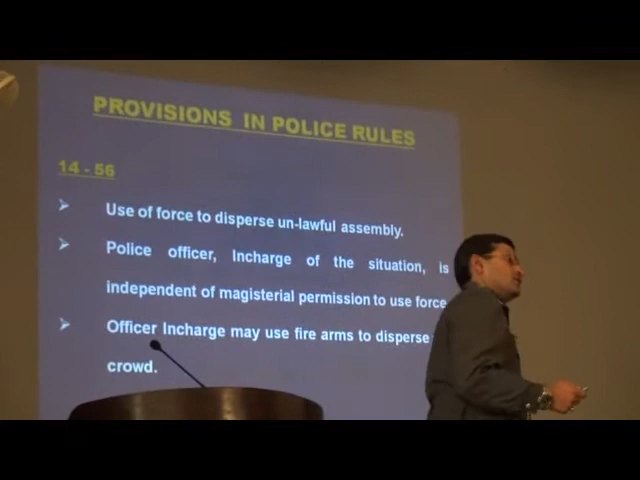 PROVISIONS IN POLICE RULES
14 - 56
Use of force to disperse un-lawful assembly.
Police officer, Incharge of the situation, is
independent of magisterial permission to use force
Officer Incharge may use fire arms to disperse
crowd.